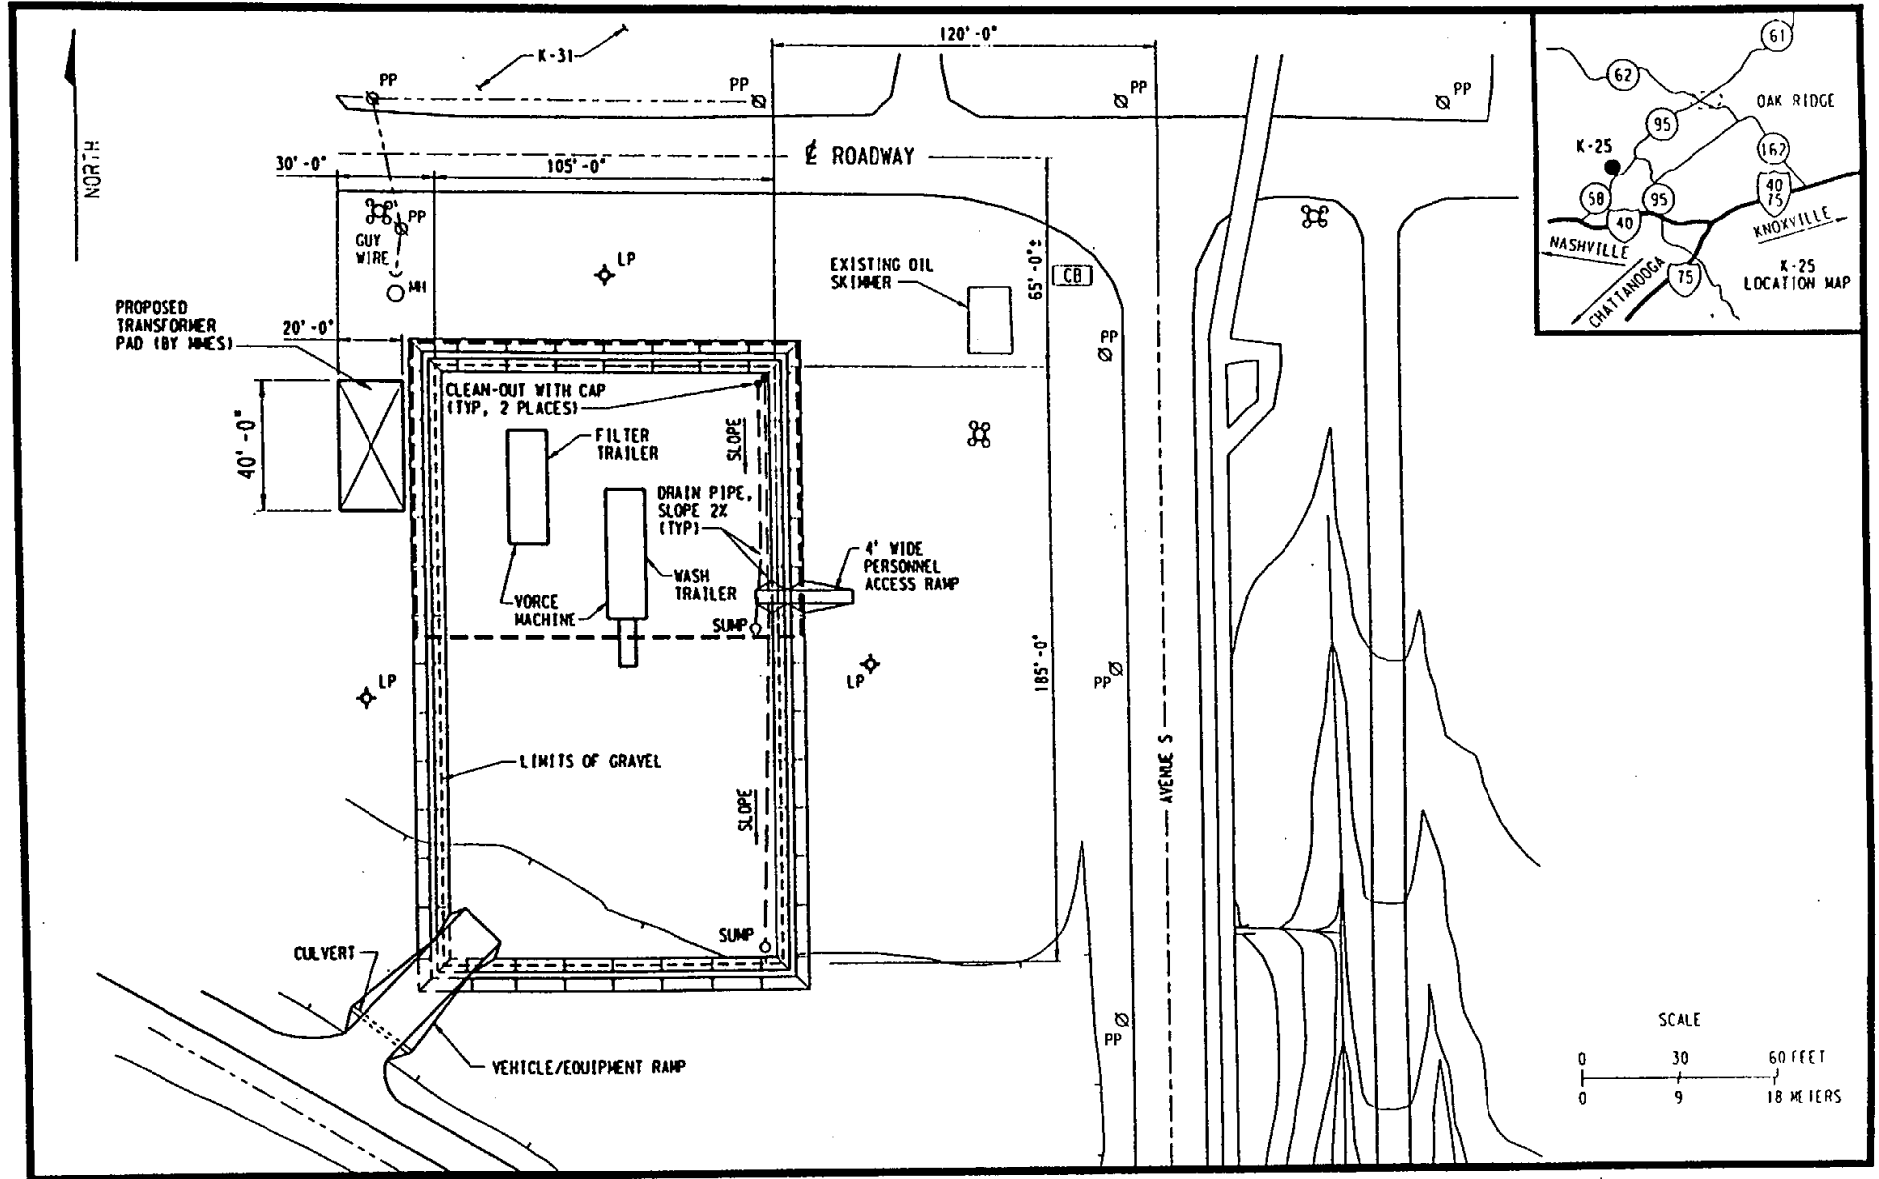 120'-0"
K-31
PP
PP
PP
PP
NORTH
30'-0"
105'-0"
℄ ROADWAY
PP
GUY
WIRE
MH
LP
EXISTING OIL
SKIMMER
65'-0"±
CB
PROPOSED
TRANSFORMER
PAD (BY MMES)
20'-0"
PP
40'-0"
CLEAN-OUT WITH CAP
(TYP, 2 PLACES)
SLOPE
FILTER
TRAILER
DRAIN PIPE,
SLOPE 2%
(TYP)
4' WIDE
PERSONNEL
ACCESS RAMP
WASH
TRAILER
VORCE
MACHINE
SUMP
LP
LP
PP
185'-0"
AVENUE S
LIMITS OF GRAVEL
SLOPE
SUMP
CULVERT
VEHICLE/EQUIPMENT RAMP
PP
61
62
OAK RIDGE
95
K-25
162
58
95
40
75
40
KNOXVILLE
NASHVILLE
CHATTANOOGA
75
K-25
LOCATION MAP
SCALE
0 30 60 FEET
0 9 18 METERS